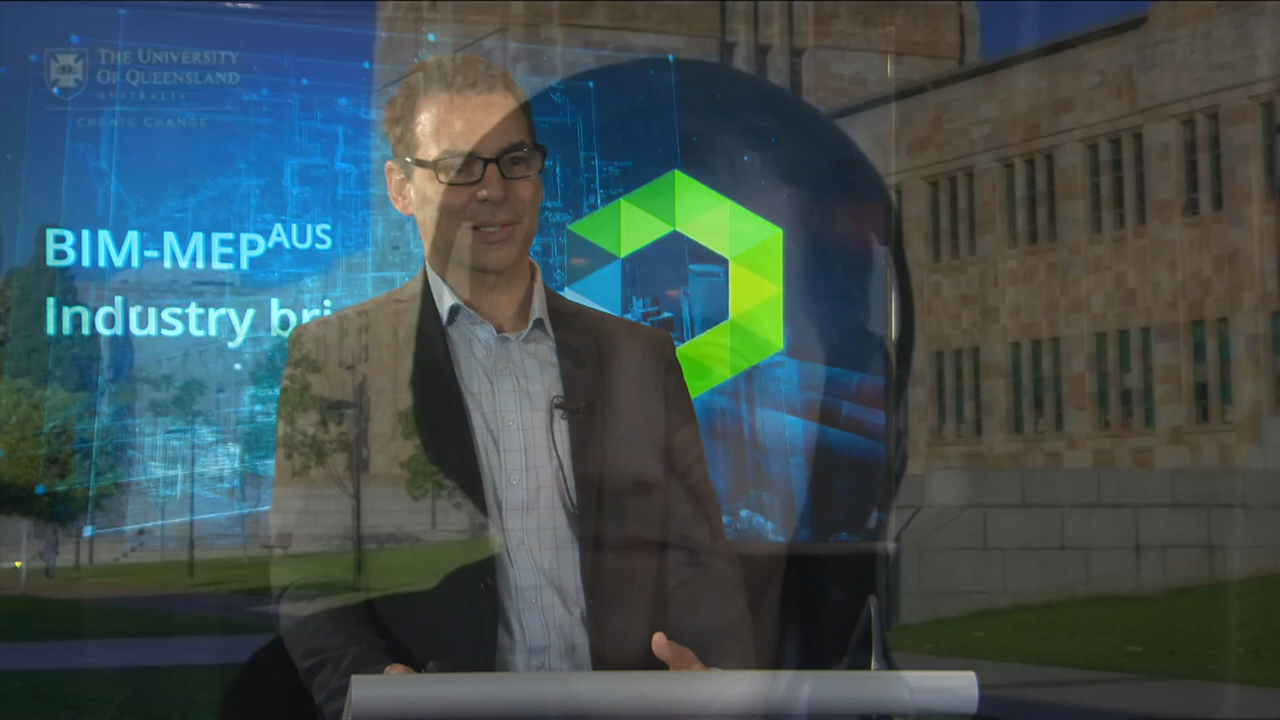 THE UNIVERSITY
OF QUEENSLAND
AUSTRALIA
CREATE CHANGE
BIM-MEPAUS
Industry bri